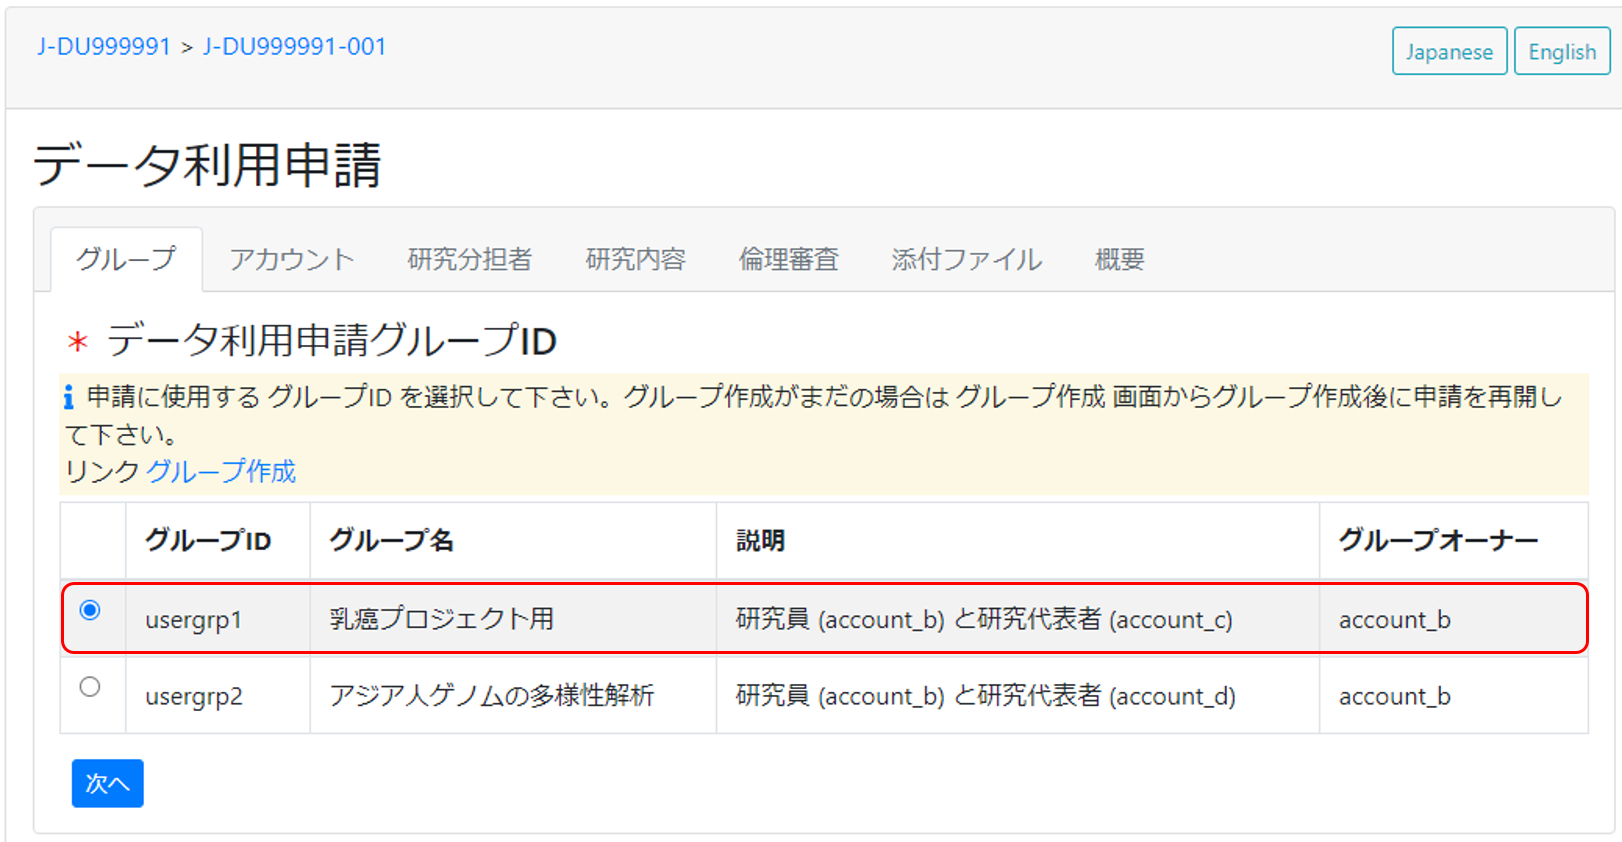 J-DU999991 > J-DU999991-001
Japanese English
データ利用申請
グループ アカウント 研究分担者 研究内容 倫理審査 添付ファイル 概要
* データ利用申請グループID
i 申請に使用する グループID を選択して下さい。グループ作成がまだの場合は グループ作成 画面からグループ作成後に申請を再開し
て下さい。
リンク グループ作成
グループID グループ名 説明 グループオーナー
usergrp1 乳癌プロジェクト用 研究員 (account_b) と研究代表者 (account_c) account_b
usergrp2 アジア人ゲノムの多様性解析 研究員 (account_b) と研究代表者 (account_d) account_b
次へ